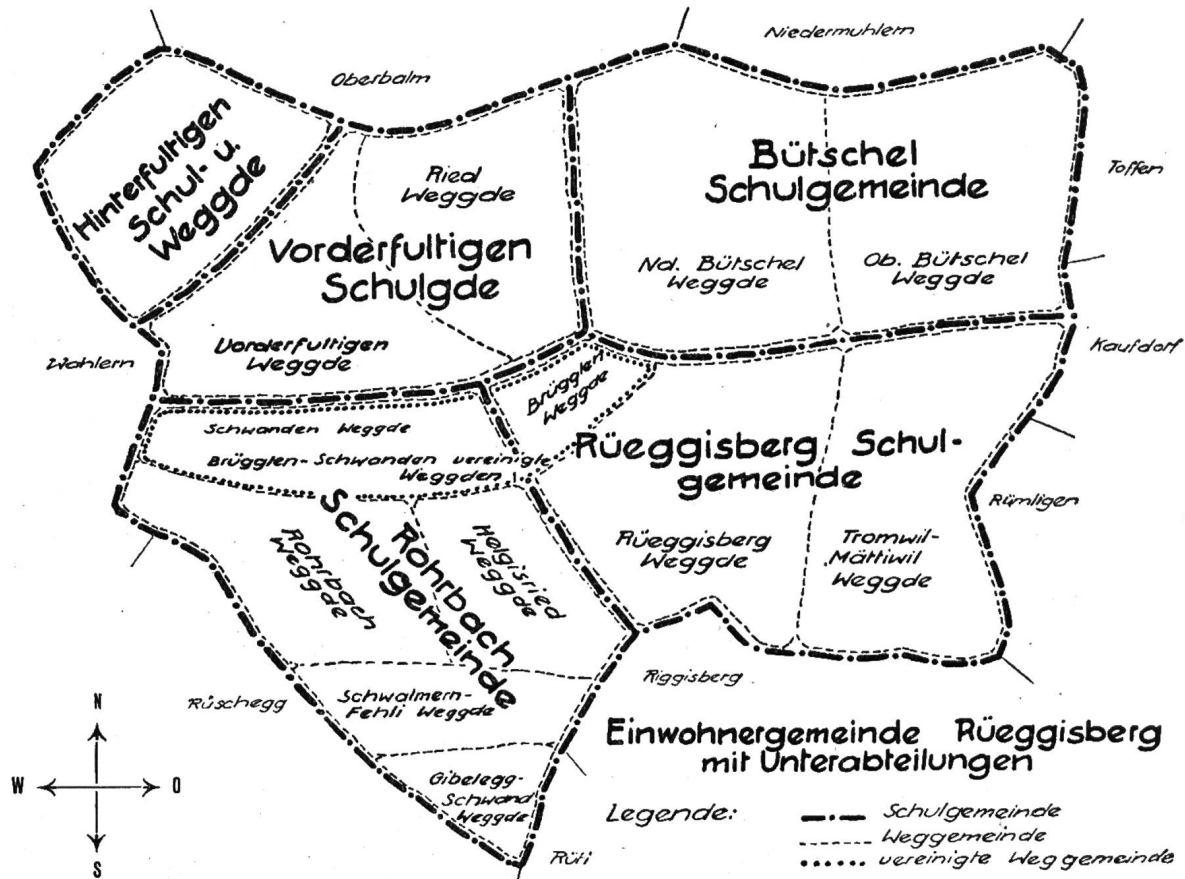 Niedermuhlern
Oberbalm
Hinterfultigen
Schul- u.
Weggde
Ried
Weggde
Bütschel
Schulgemeinde
Toffen
Vorderfultigen
Schulgde
Nd. Bütschel
Weggde
Ob. Bütschel
Weggde
Vorderfultigen
Weggde
Wahlern
Kaufdorf
Brügglen
Weggde
Schwanden Weggde
Brügglen-Schwanden vereinigte
Weggden
Rüeggisberg Schul-
gemeinde
Rümligen
Rohrbach
Schulgemeinde
Rohrbach
Weggde
Helgisried
Weggde
Rüeggisberg
Weggde
Tromwil-
Mättiwil
Weggde
Riggisberg
Rüschegg
Schwalmern-
Fehli Weggde
Gibelegg-
Schwand
Weggde
Rüti
N
W O
S
Einwohnergemeinde Rüeggisberg
mit Unterabteilungen
Legende:
Schulgemeinde
Weggemeinde
vereinigte Weggemeinde